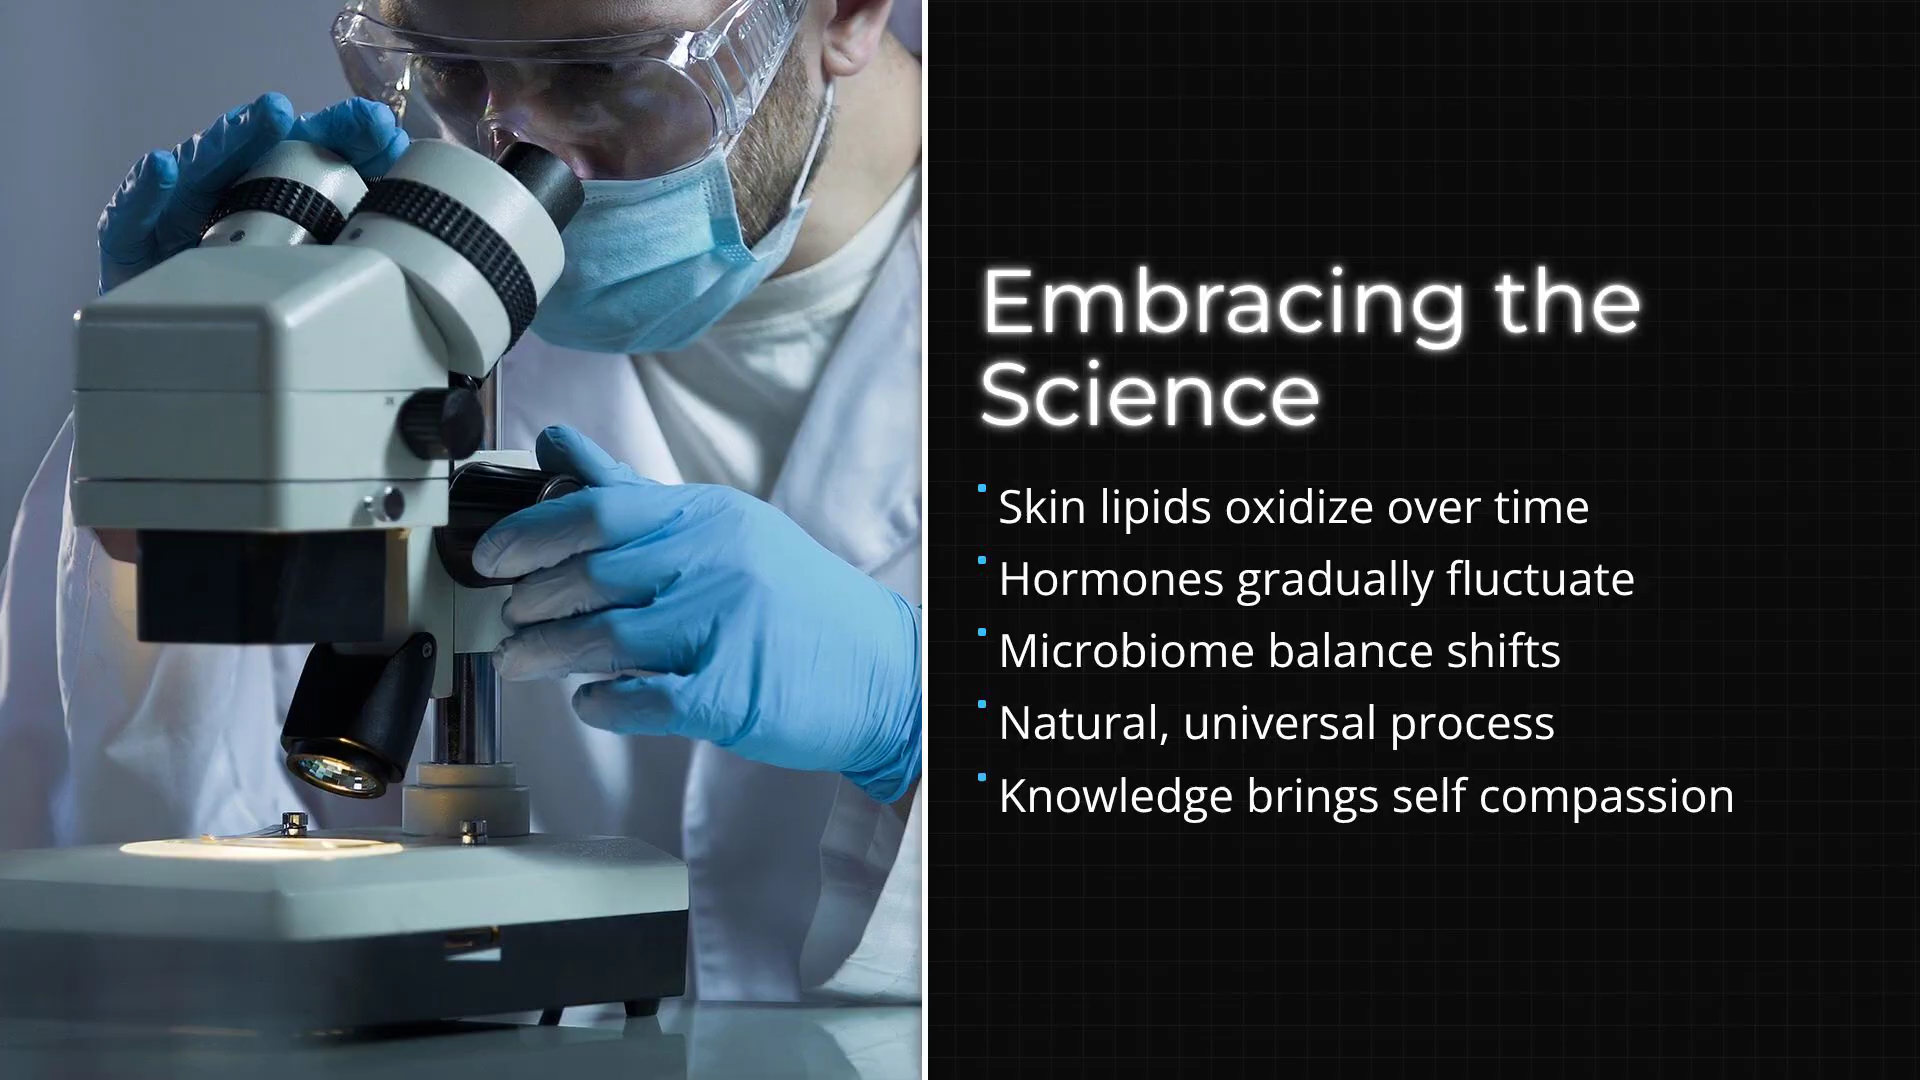 Embracing the
Science
Skin lipids oxidize over time
Hormones gradually fluctuate
Microbiome balance shifts
Natural, universal process
Knowledge brings self compassion